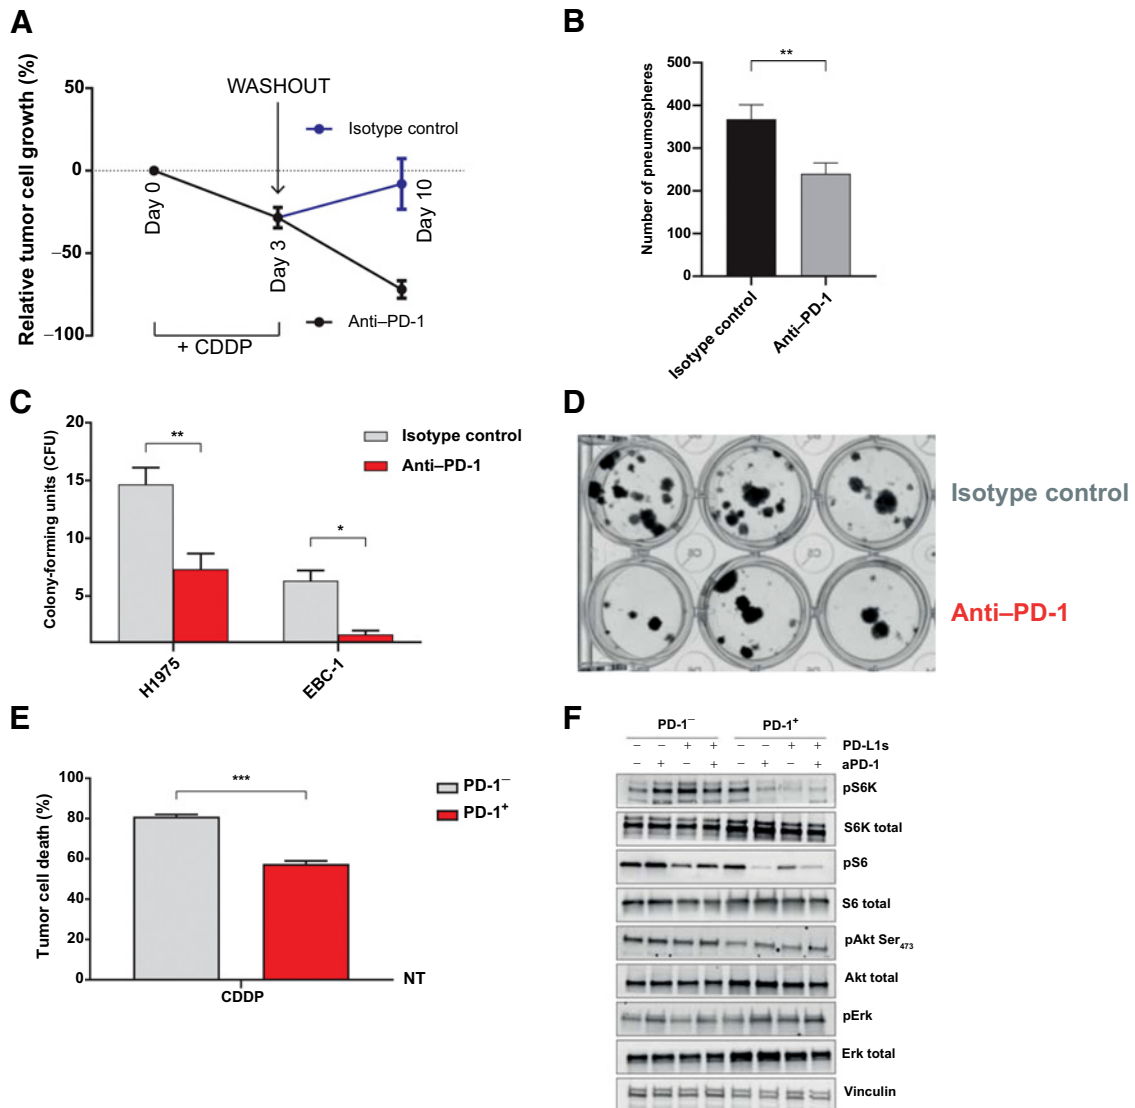 A
Relative tumor cell growth (%)
50
0
−50
−100
WASHOUT
Isotype control
Day 0
Day 3
Day 10
Anti–PD-1
+ CDDP
B
Number of pneumospheres
500
400
300
200
100
0
**
Isotype control
Anti–PD-1
C
Colony-forming units (CFU)
20
15
10
5
**
*
Isotype control
Anti–PD-1
H1975
EBC-1
D
Isotype control
Anti–PD-1
E
Tumor cell death (%)
100
80
60
40
20
0
***
PD-1−
PD-1+
NT
CDDP
F
PD-1− PD-1+
− − + + − − + + PD-L1s
− + − + − + − + aPD-1
pS6K
S6K total
pS6
S6 total
pAkt Ser473
Akt total
pErk
Erk total
Vinculin